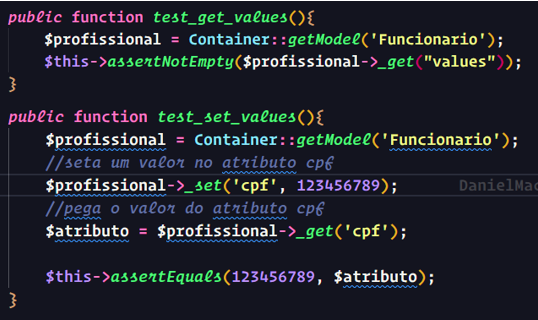 public function test_get_values(){
$profissional = Container::getModel('Funcionario');
$this->assertNotEmpty($profissional->_get("values"));
}
public function test_set_values(){
$profissional = Container::getModel('Funcionario');
//seta um valor no atributo cpf
$profissional->_set('cpf', 123456789); DanielMac
//pega o valor do atributo cpf
$atributo = $profissional->_get('cpf');
$this->assertEquals(123456789, $atributo);
}